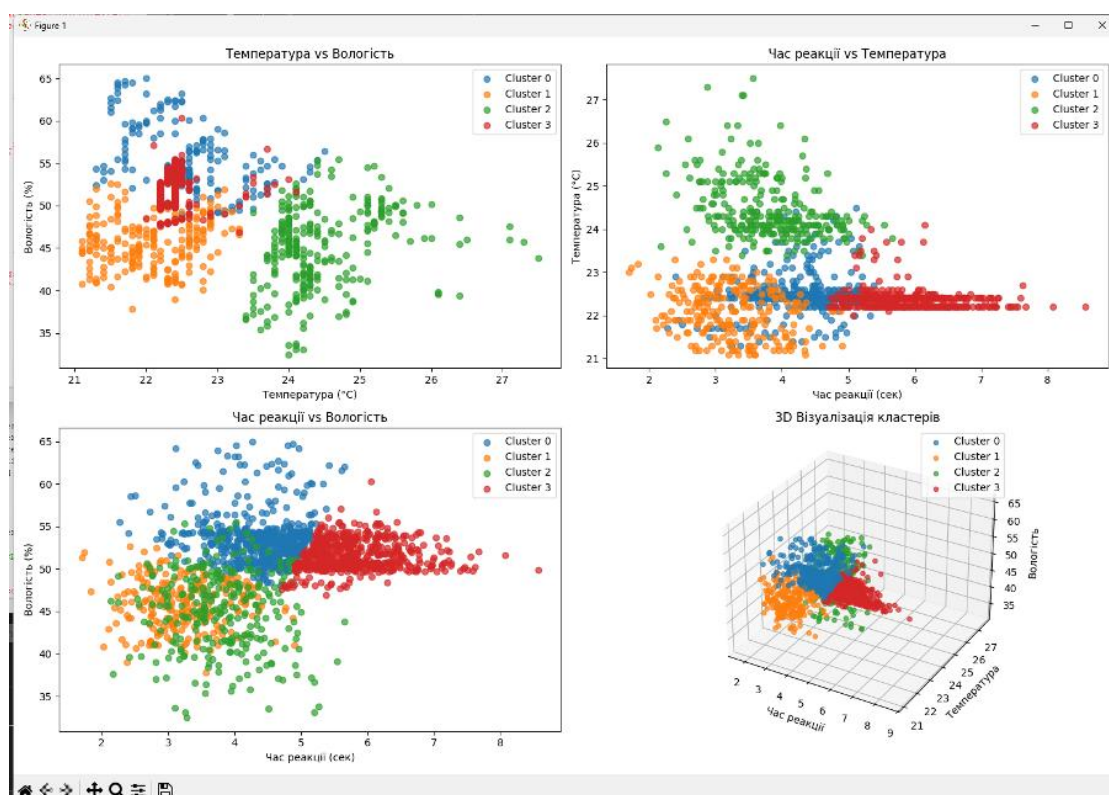 Figure 1
Температура vs Вологість
65
60
55
50
45
40
35
Вологість (%)
21 22 23 24 25 26 27
Температура (°C)
Cluster 0
Cluster 1
Cluster 2
Cluster 3
Час реакції vs Температура
27
26
25
24
23
22
21
Температура (°C)
2 3 4 5 6 7 8
Час реакції (сек)
Cluster 0
Cluster 1
Cluster 2
Cluster 3
Час реакції vs Вологість
65
60
55
50
45
40
35
Вологість (%)
2 3 4 5 6 7 8
Час реакції (сек)
Cluster 0
Cluster 1
Cluster 2
Cluster 3
3D Візуалізація кластерів
Cluster 0
Cluster 1
Cluster 2
Cluster 3
65
60
55
50
45
40
35
Вологість
27
26
25
24
23
22
21
Температура
2 3 4 5 6 7 8 9
Час реакції